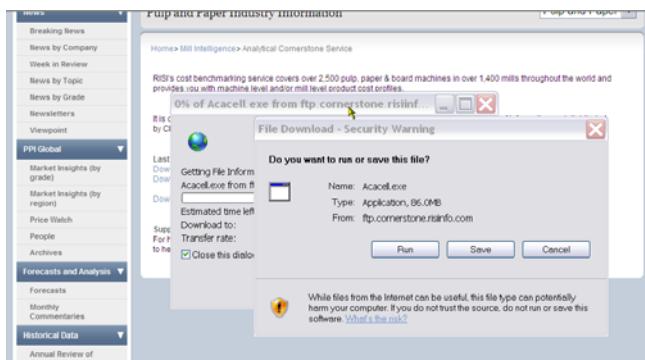 News
Pulp and Paper Industry Information
Pulp and Paper
Breaking News
News by Company
Week in Review
News by Topic
News by Grade
Newsletters
Viewpoint
PPI Global
Market Insights (by
grade)
Market Insights (by
region)
Price Watch
People
Archives
Forecasts and Analysis
Forecasts
Monthly
Commentaries
Historical Data
Annual Review of
Home> Mill Intelligence> Analytical Cornerstone Service
RISI's cost benchmarking service covers over 2,500 pulp, paper & board machines in over 1,400 mills throughout the world and
provides you with machine level and/or mill level product cost profiles.
It is
by
Last
Dow
Dow
Dow
Supp
For
to he
0% of Acacell.exe from ftp.cornerstone.risiinf...
Getting File Inform
Acacell.exe from
Estimated time left
Download to:
Transfer rate:
Close this dialo
File Download - Security Warning
Do you want to run or save this file?
Name: Acacell.exe
Type: Application, 86.0MB
From: ftp.cornerstone.risiinfo.com
Run
Save
Cancel
While files from the Internet can be useful, this file type can potentially
harm your computer. If you do not trust the source, do not run or save this
software. What's the risk?